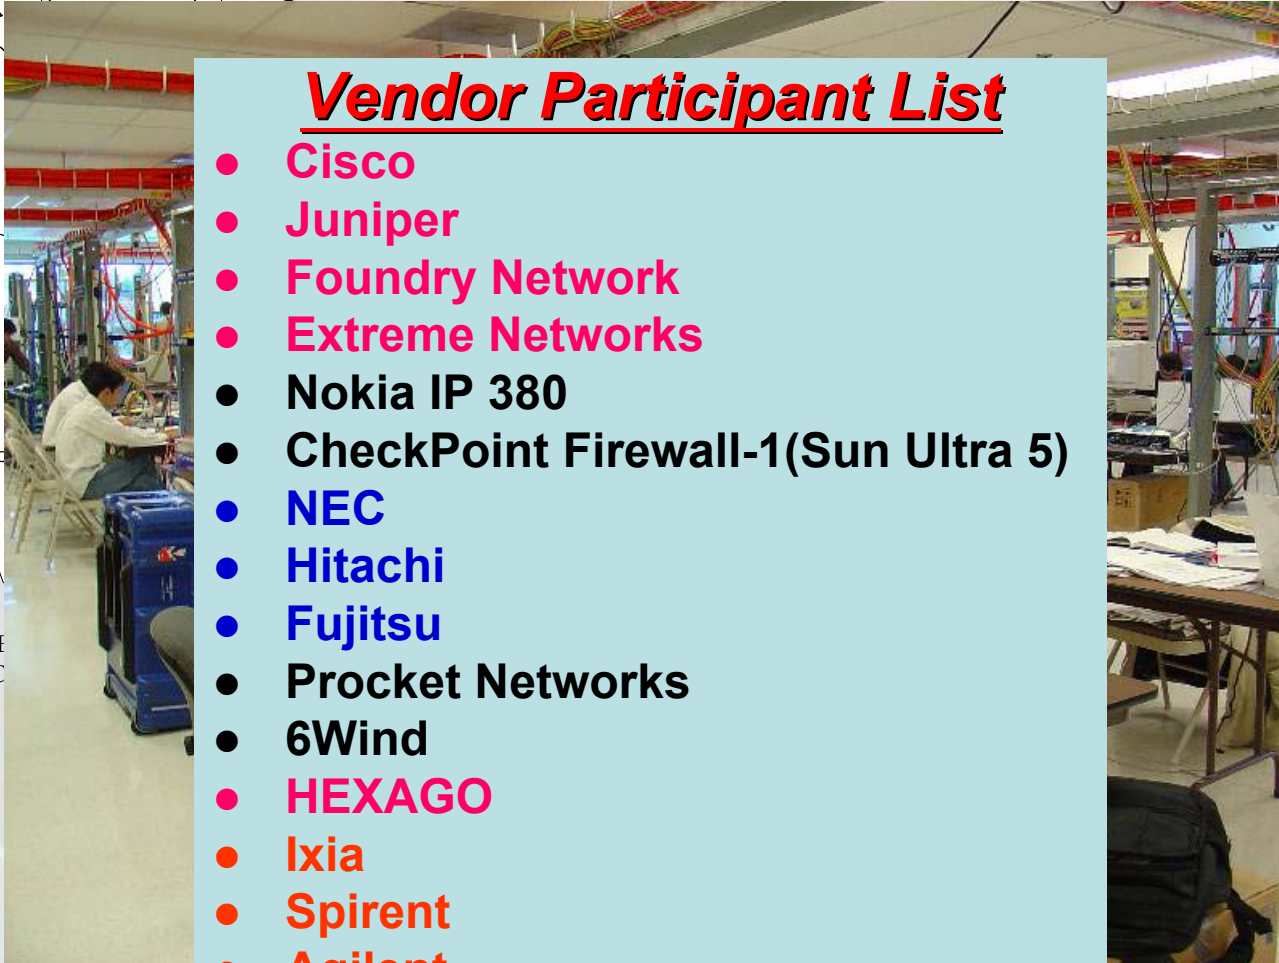 Vendor Participant List
● Cisco
● Juniper
● Foundry Network
● Extreme Networks
● Nokia IP 380
● CheckPoint Firewall-1(Sun Ultra 5)
● NEC
● Hitachi
● Fujitsu
● Procket Networks
● 6Wind
● HEXAGO
● Ixia
● Spirent
● Agilent